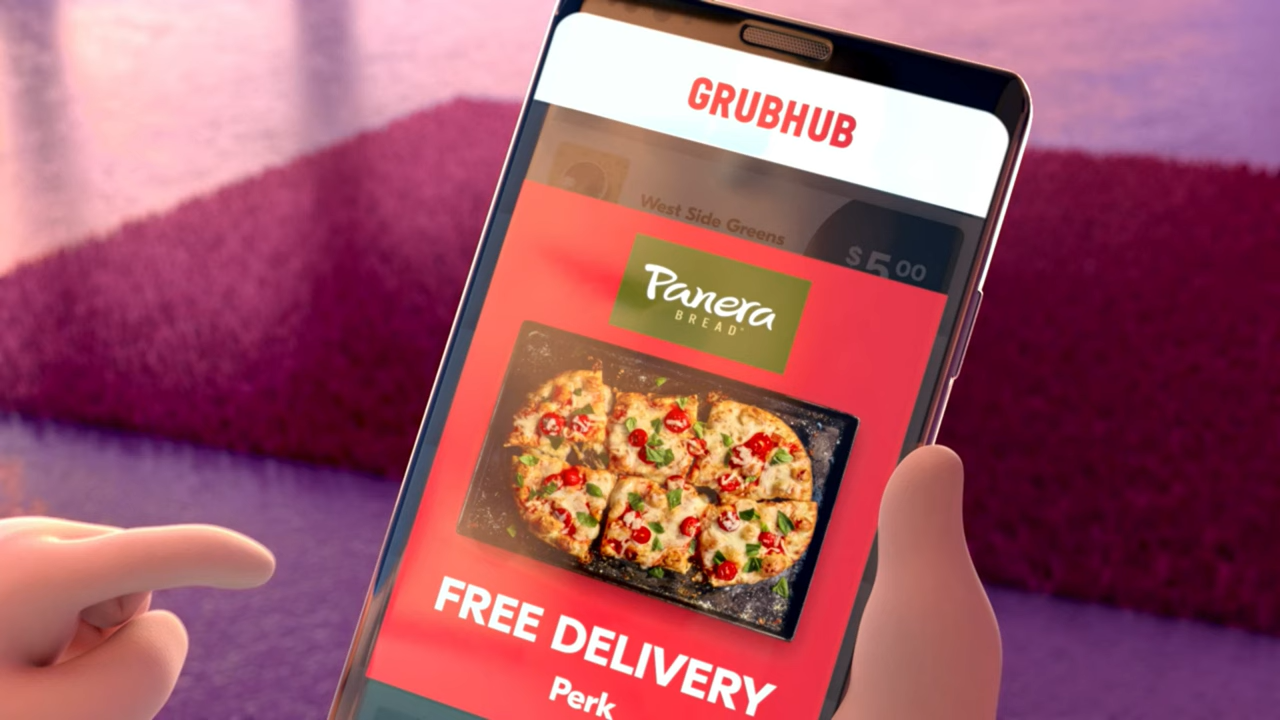 GRUBHUB
West Side Greens
$5.00
Panera
BREAD
FREE DELIVERY
Perk